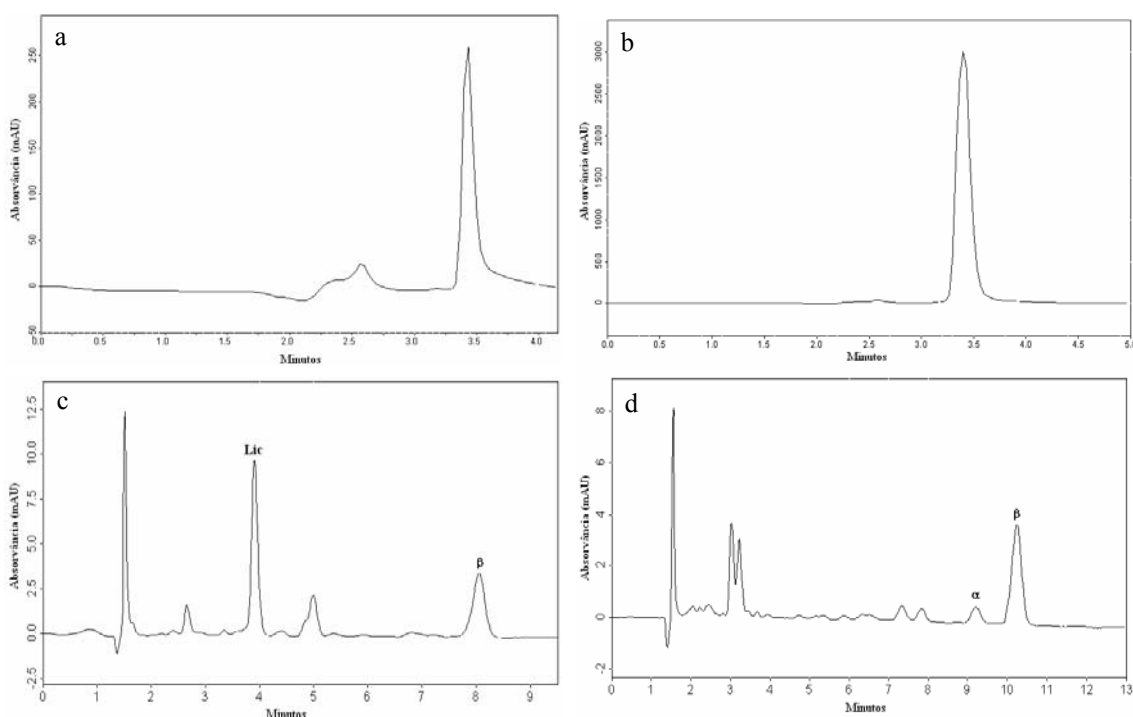 a
Absorvância (mAU)
250
200
150
100
50
0
-50
0.0 0.5 1.0 1.5 2.0 2.5 3.0 3.5 4.0
Minutos
b
Absorvância (mAU)
3000
2500
2000
1500
1000
500
0
0.0 0.5 1.0 1.5 2.0 2.5 3.0 3.5 4.0 4.5 5.0
Minutos
c
Absorvância (mAU)
12.5
10.0
7.5
5.0
2.5
0.0
-2.5
Lic
β
0 1 2 3 4 5 6 7 8 9
Minutos
d
Absorvância (mAU)
8
6
4
2
0
-2
α
β
0 1 2 3 4 5 6 7 8 9 10 11 12 13
Minutos